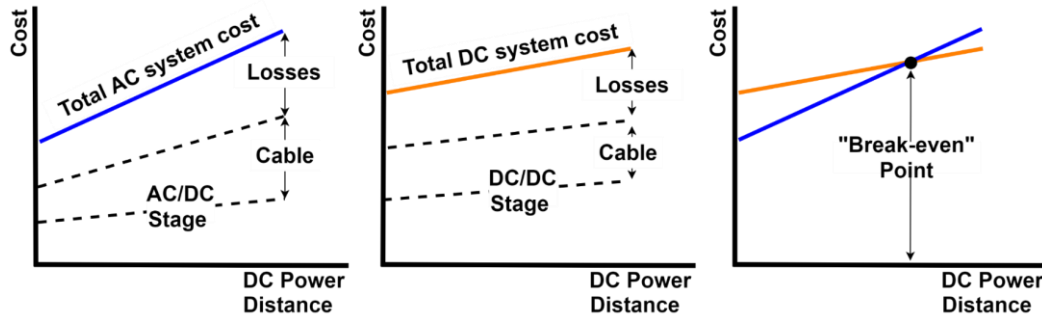 Cost
Total AC system cost
Losses
Cable
AC/DC
Stage
DC Power
Distance
Cost
Total DC system cost
Losses
Cable
DC/DC
Stage
DC Power
Distance
Cost
"Break-even"
Point
DC Power
Distance